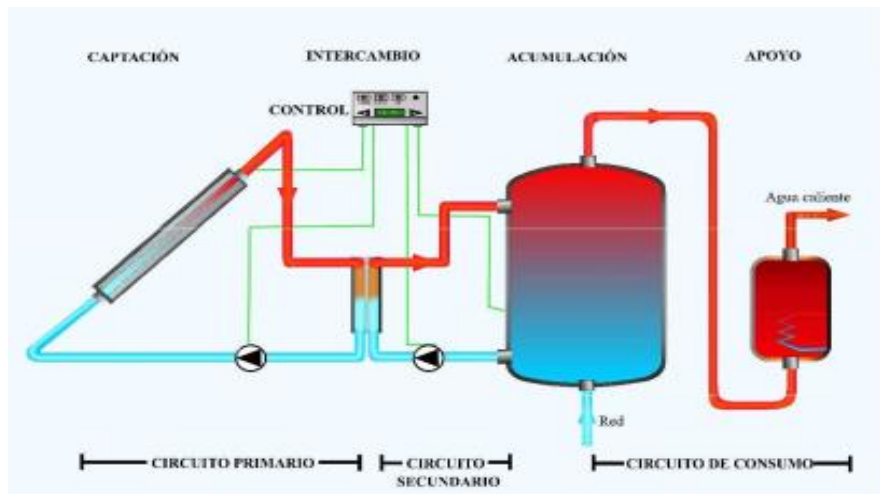 CAPTACIÓN
INTERCAMBIO
ACUMULACIÓN
APOYO
CONTROL
Agua caliente
Red
CIRCUITO PRIMARIO
CIRCUITO
SECUNDARIO
CIRCUITO DE CONSUMO